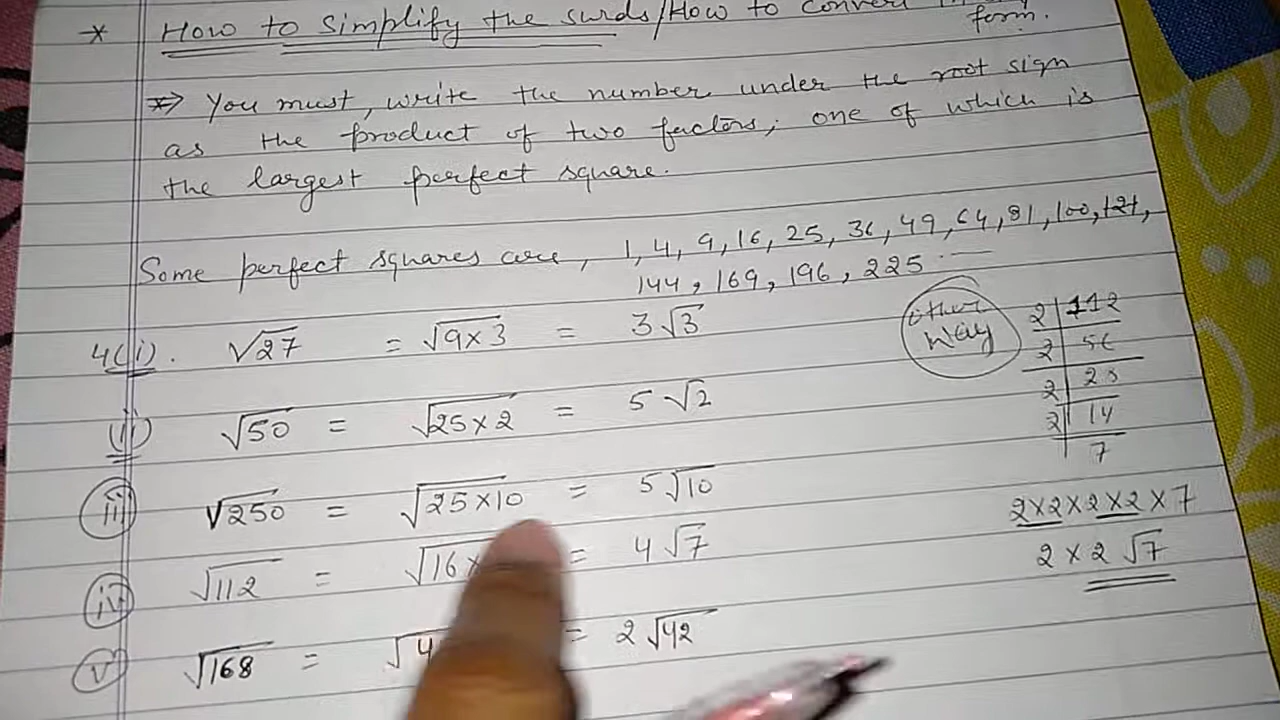 * How to simplify the surds/How to convert
form.
=> You must, write the number under the root sign
as the product of two factors, one of which is
the largest perfect square.
Some perfect squares are, 1, 4, 9, 16, 25, 36, 49, 64, 81, 100, 121,
144, 169, 196, 225 ....
4(i). √27 = √9×3 = 3√3
(ii) √50 = √25×2 = 5√2
(iii) √250 = √25×10 = 5√10
(iv) √112 = √16× = 4√7
(v) √168 = √4 = 2√42
other
way
2 | 112
2 | 56
2 | 28
2 | 14
7
2×2×2×2×7
2×2√7